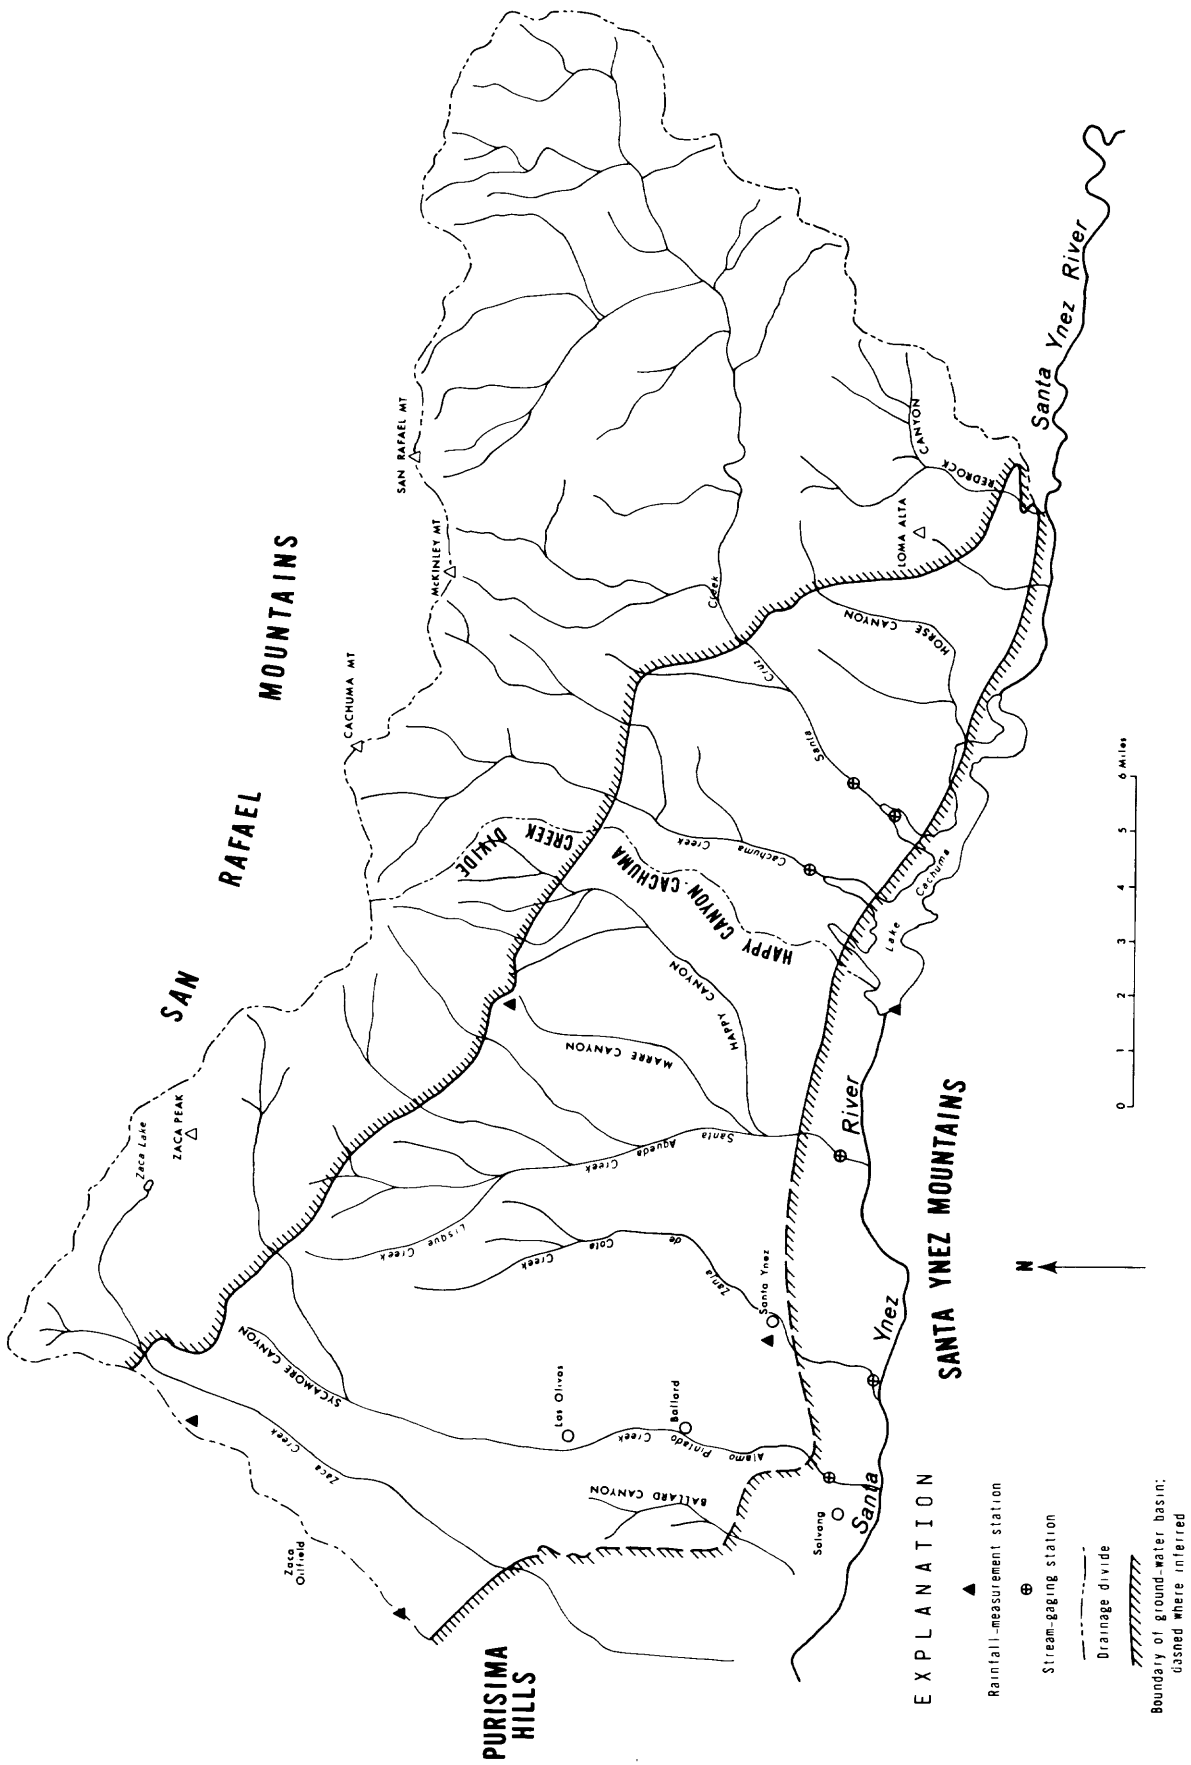 SAN
RAFAEL
MOUNTAINS
SAN RAFAEL MT
McKINLEY MT
CACHUMA MT
ZACA PEAK
Zaca Lake
LOMA ALTA
REDROCK
CANYON
HORSE
CANYON
Santa
Cruz
Creek
Cachuma
Creek
HAPPY CANYON CACHUMA
CREEK
DIVIDE
HAPPY
CANYON
MARRE CANYON
Santa
Agueda
Creek
Lisque Creek
Zanja
de
Cota
Creek
SYCAMORE CANYON
Zaca
Creek
Zaca
Oilfield
Los Olivos
Ballard
Alamo
Pintado
Creek
BALLARD CANYON
Santa Ynez
Solvang
Lake
Cachuma
Santa
Ynez
River
Santa Ynez River
PURISIMA
HILLS
SANTA YNEZ MOUNTAINS
N
0 1 2 3 4 5 6 Miles
EXPLANATION
Rainfall-measurement station
Stream-gaging station
Drainage divide
Boundary of ground-water basin;
dashed where inferred